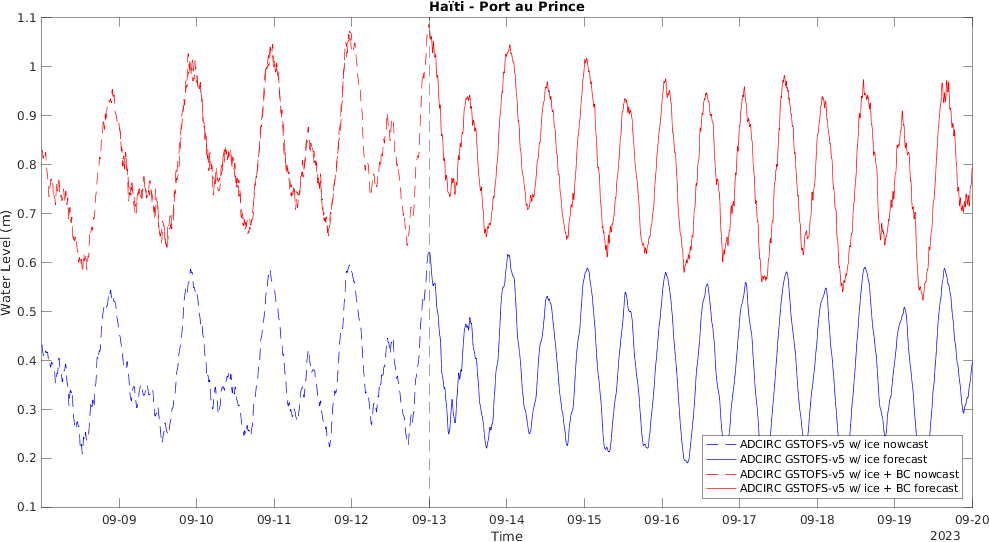 Haïti - Port au Prince
Water Level (m)
1.1
1
0.9
0.8
0.7
0.6
0.5
0.4
0.3
0.2
0.1
ADCIRC GSTOFS-v5 w/ ice nowcast
ADCIRC GSTOFS-v5 w/ ice forecast
ADCIRC GSTOFS-v5 w/ ice + BC nowcast
ADCIRC GSTOFS-v5 w/ ice + BC forecast
09-09 09-10 09-11 09-12 09-13 09-14 09-15 09-16 09-17 09-18 09-19 09-20
Time
2023